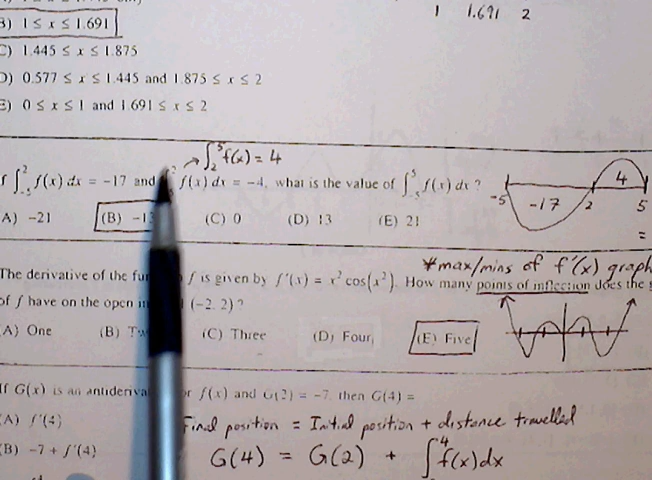 1 1.691 2
B) 1 ≤ x ≤ 1.691
C) 1.445 ≤ x ≤ 1.875
D) 0.577 ≤ x ≤ 1.445 and 1.875 ≤ x ≤ 2
E) 0 ≤ x ≤ 1 and 1.691 ≤ x ≤ 2
→ ∫₂⁵ f(x) = 4
∫₋₅² f(x) dx = −17 and f(x) dx = −4, what is the value of ∫₋₅⁵ f(x) dx ?
-5 -17 2 4 5
=
A) −21 (B) (C) 0 (D) 13 (E) 21
#max/mins of f'(x) graph
The derivative of the f is given by f′(x) = x² cos(x²). How many points of inflection does the
of f have on the open (−2, 2) ?
(A) One (B) (C) Three (D) Four (E) Five
If G(x) is an f(x) and G(2) = −7, then G(4) =
(A) f′(4)
Final position = Initial position + distance travelled
(B) −7 + f′(4)
G(4) = G(2) + ∫⁴ f(x)dx